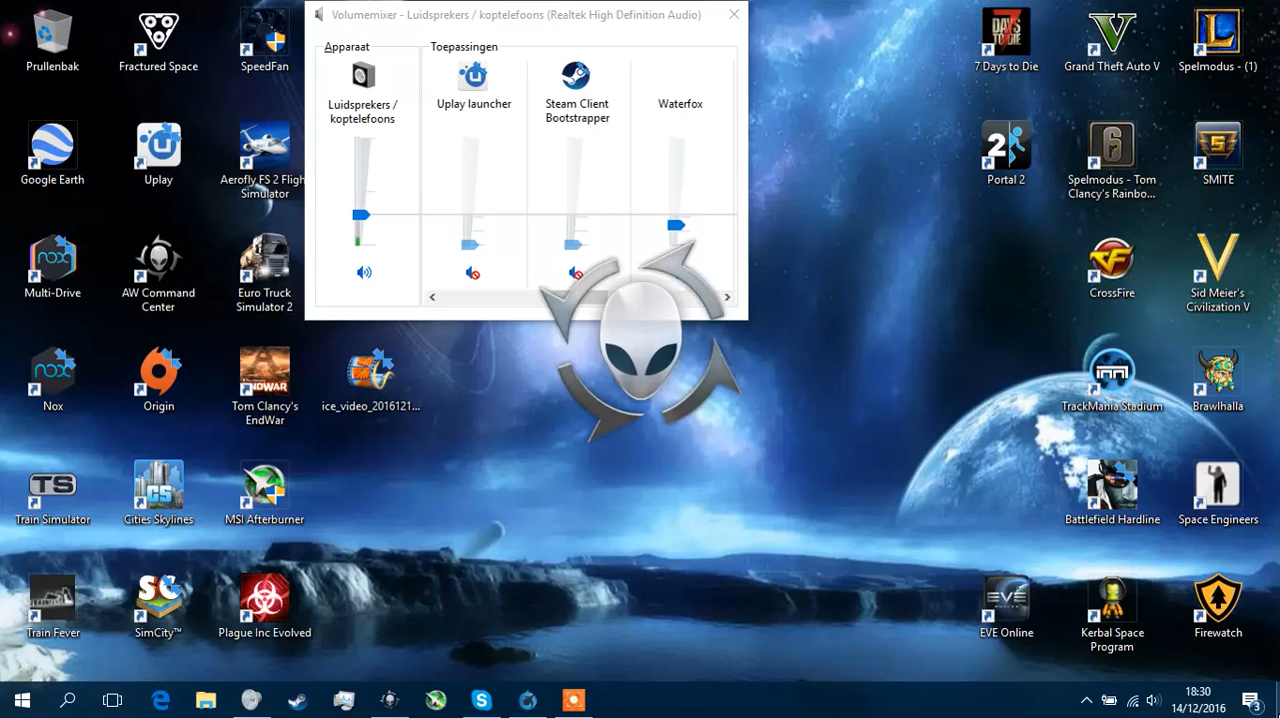 Volumemixer - Luidsprekers / koptelefoons (Realtek High Definition Audio)
Apparaat
Toepassingen
Luidsprekers /
koptelefoons
Uplay launcher
Steam Client
Bootstrapper
Waterfox
Prullenbak
Fractured Space
SpeedFan
7 Days to Die
Grand Theft Auto V
Spelmodus - (1)
Google Earth
Uplay
Aerofly FS 2 Fligh
Simulator
Portal 2
Spelmodus - Tom
Clancy's Rainbo...
SMITE
Multi-Drive
AW Command
Center
Euro Truck
Simulator 2
CrossFire
Sid Meier's
Civilization V
Nox
Origin
Tom Clancy's
EndWar
ice_video_2016121...
TrackMania Stadium
Brawlhalla
Train Simulator
Cities Skylines
MSI Afterburner
Battlefield Hardline
Space Engineers
Train Fever
SimCity™
Plague Inc Evolved
EVE Online
Kerbal Space
Program
Firewatch
18:30
14/12/2016
3